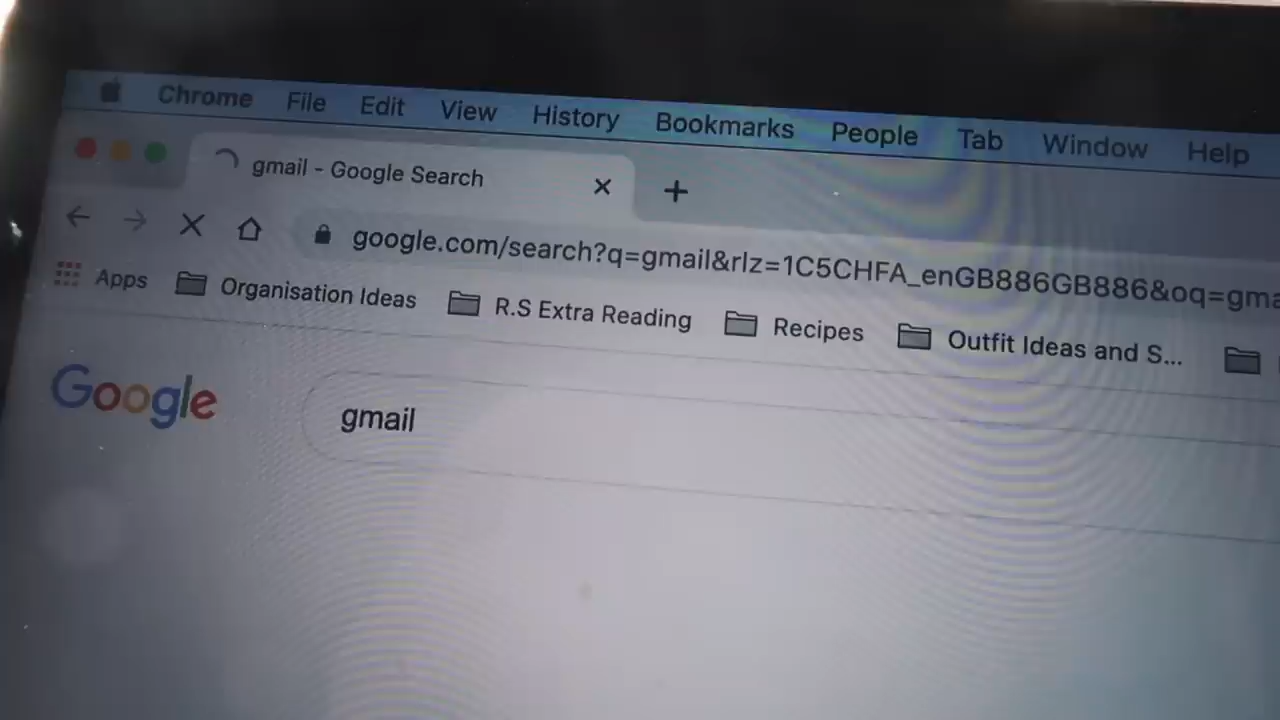 Chrome File Edit View History Bookmarks People Tab Window Help
gmail - Google Search
google.com/search?q=gmail&rlz=1C5CHFA_enGB886GB886&oq=gma
Apps Organisation Ideas R.S Extra Reading Recipes Outfit Ideas and S...
Google gmail